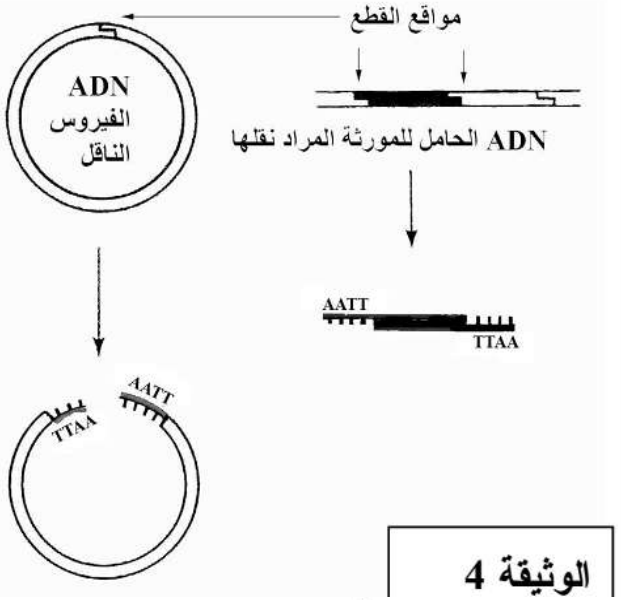 مواقع القطع
ADN
الفيروس
الناقل
ADN الحامل للمورثة المراد نقلها
AATT
TTAA
AATT
TTAA
الوثيقة 4